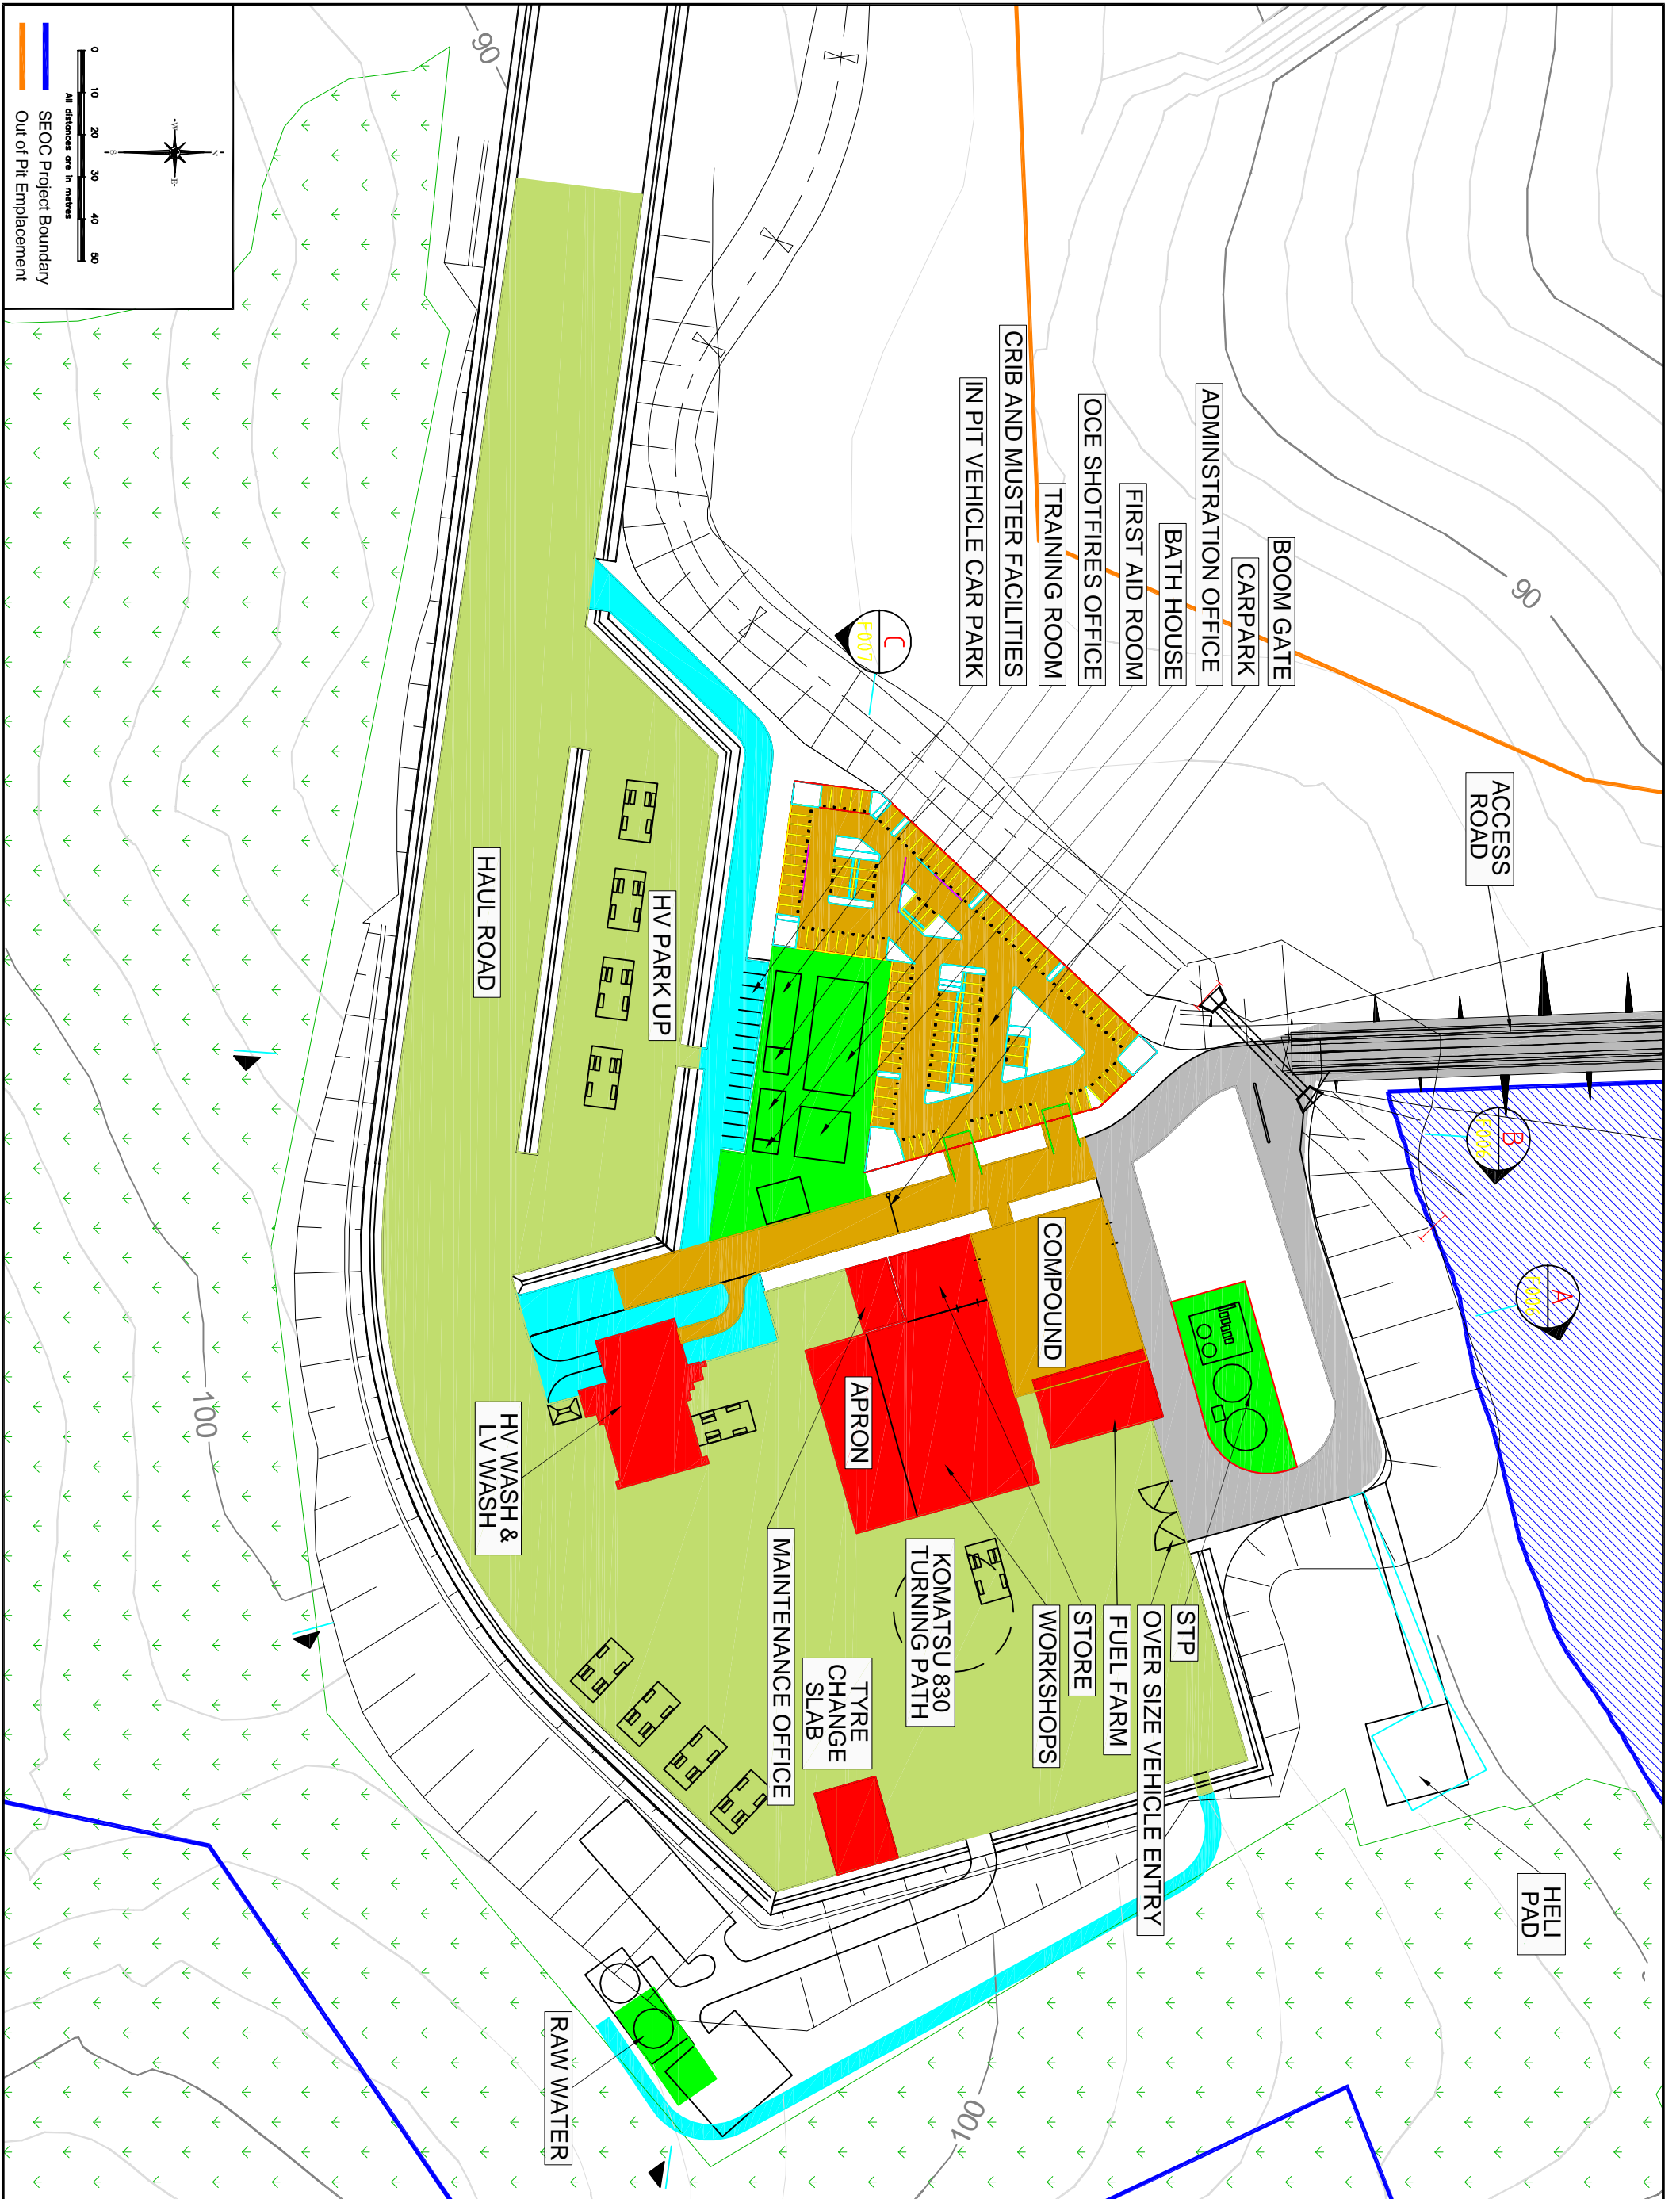 HELI
PAD
A
B
ACCESS
ROAD
90
BOOM GATE
CARPARK
ADMINSTRATION OFFICE
BATH HOUSE
FIRST AID ROOM
OCE SHOTFIRES OFFICE
TRAINING ROOM
CRIB AND MUSTER FACILITIES
IN PIT VEHICLE CAR PARK
C
F007
STP
OVER SIZE VEHICLE ENTRY
FUEL FARM
STORE
WORKSHOPS
COMPOUND
KOMATSU 830
TURNING PATH
APRON
TYRE
CHANGE
SLAB
MAINTENANCE OFFICE
100
HV PARK UP
HAUL ROAD
HV WASH &
LV WASH
RAW WATER
90
100
N
W
E
S
0 10 20 30 40 50
All distances are in metres
SEOC Project Boundary
Out of Pit Emplacement